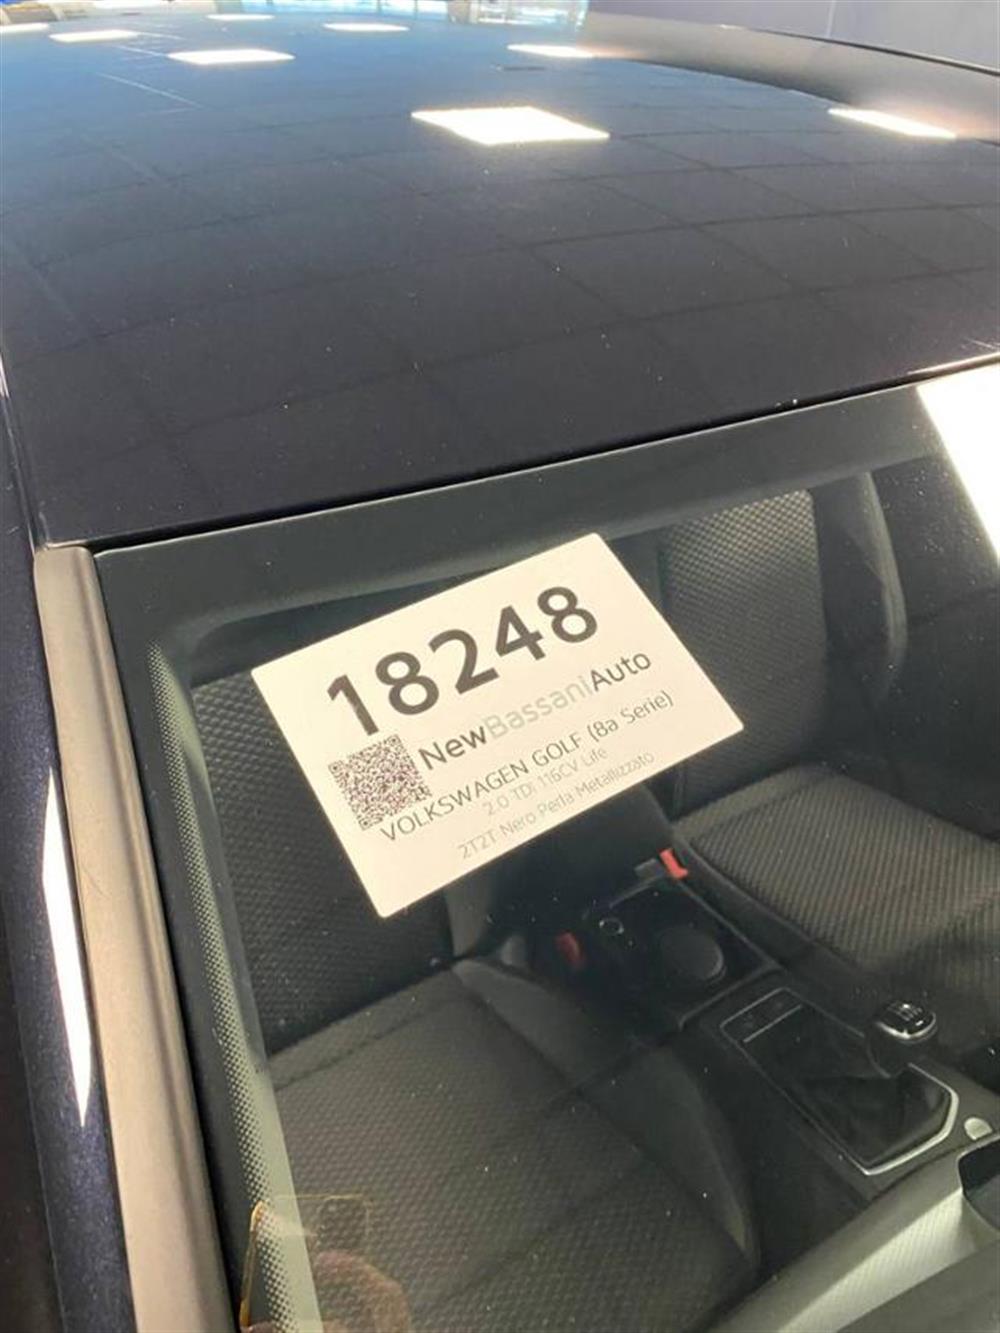 18248
NewBassaniAuto
VOLKSWAGEN GOLF (8a Serie)
2.0 TDi 116CV Life
2T2T Nero Perla Metallizzato